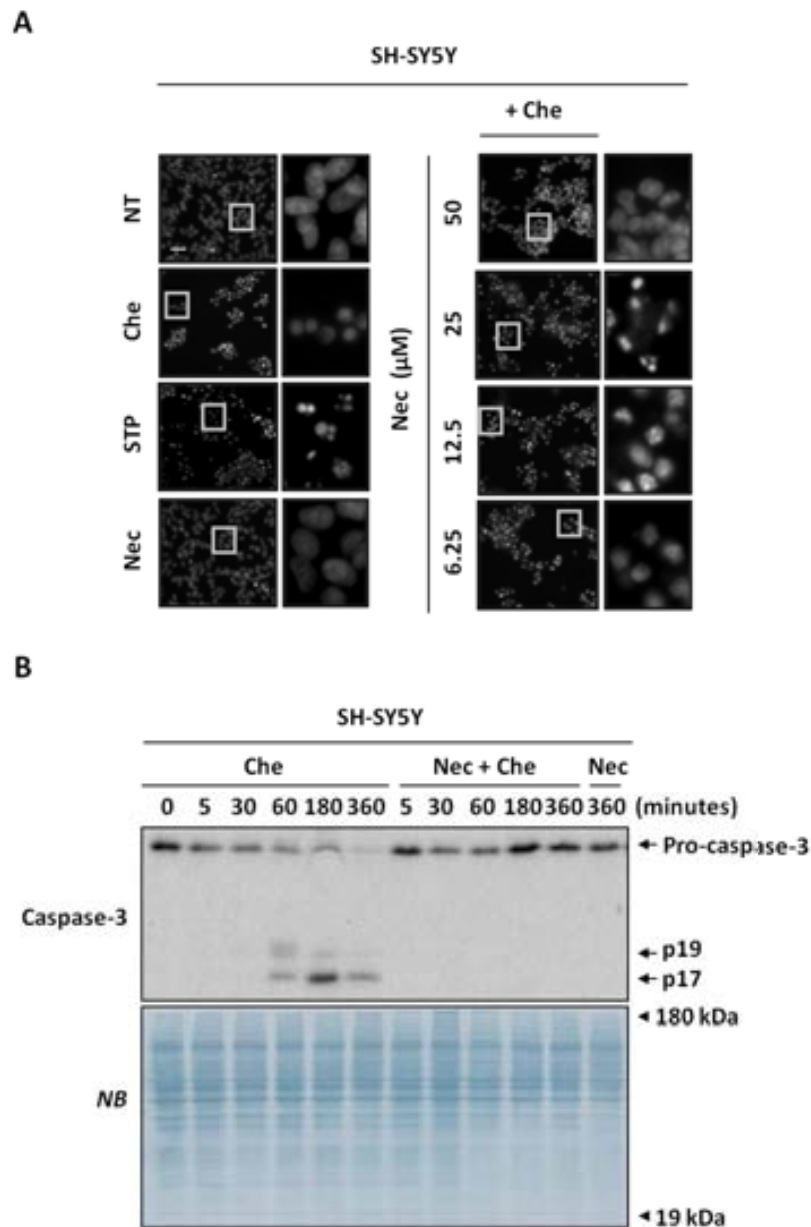 A
SH-SY5Y
+ Che
NT
Che
STP
Nec
Nec (μM)
50
25
12.5
6.25
B
SH-SY5Y
Che Nec + Che Nec
0 5 30 60 180 360 5 30 60 180 360 360 (minutes)
Pro-caspase-3
Caspase-3
p19
p17
180 kDa
NB
19 kDa